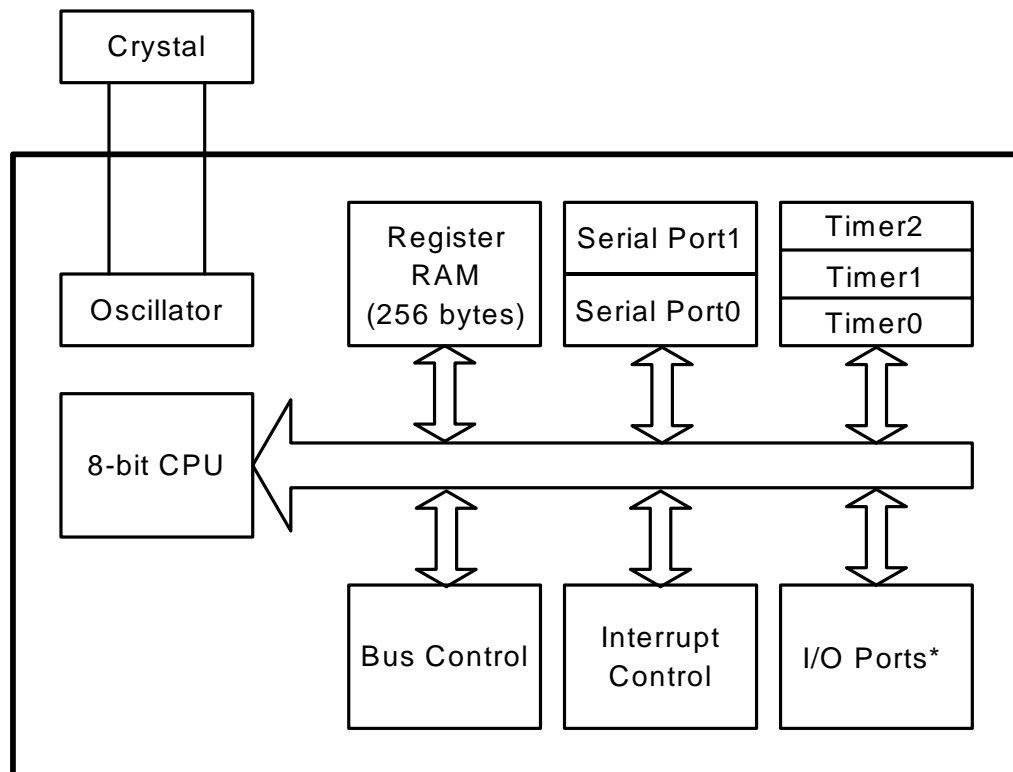 Crystal
Oscillator
Register
RAM
(256 bytes)
Serial Port1
Serial Port0
Timer2
Timer1
Timer0
8-bit CPU
Bus Control
Interrupt
Control
I/O Ports*